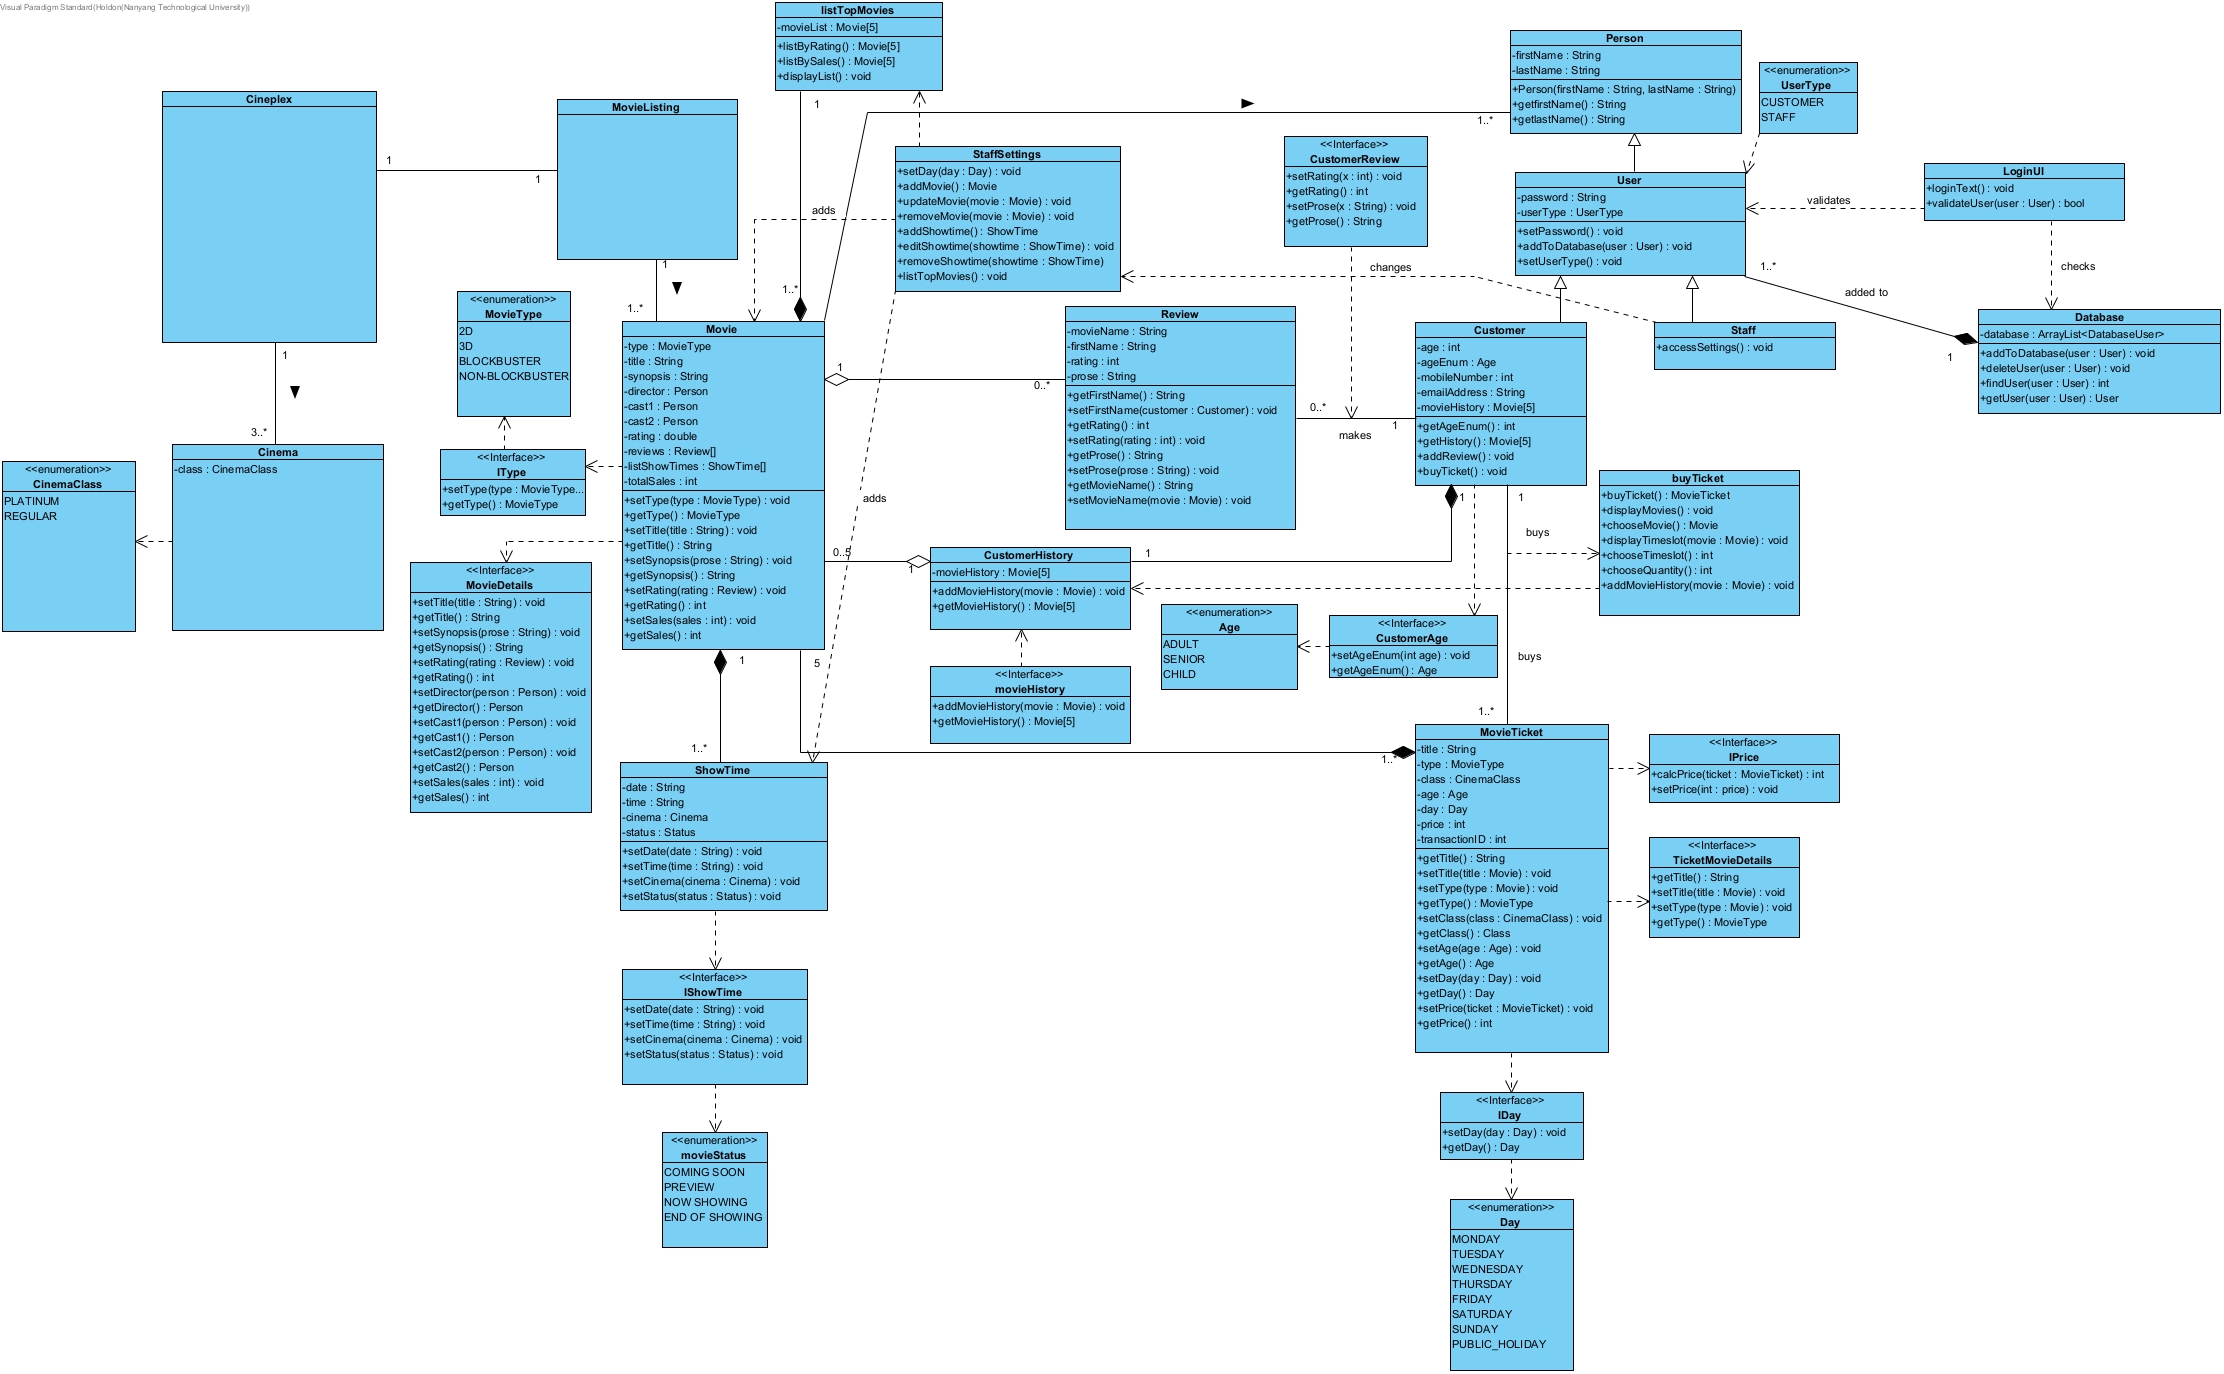 Visual Paradigm Standard(Holdon(Nanyang Technological University))
listTopMovies
-movieList : Movie[5]
+listByRating() : Movie[5]
+listBySales() : Movie[5]
+displayList() : void
1
1..*
Person
-firstName : String
-lastName : String
+Person(firstName : String, lastName : String)
+getfirstName() : String
+getlastName() : String
1..*
<<enumeration>>
UserType
CUSTOMER
STAFF
Cineplex
1
1
MovieListing
1
1..*
1
3..*
StaffSettings
+setDay(day : Day) : void
+addMovie() : Movie
+updateMovie(movie : Movie) : void
+removeMovie(movie : Movie) : void
+addShowtime() : ShowTime
+editShowtime(showtime : ShowTime) : void
+removeShowtime(showtime : ShowTime)
+listTopMovies() : void
adds
changes
<<Interface>>
CustomerReview
+setRating(x : int) : void
+getRating() : int
+setProse(x : String) : void
+getProse() : String
User
-password : String
-userType : UserType
+setPassword() : void
+addToDatabase(user : User) : void
+setUserType() : void
1..*
validates
LoginUI
+loginText() : void
+validateUser(user : User) : bool
checks
added to
1
Database
-database : ArrayList<DatabaseUser>
+addToDatabase(user : User) : void
+deleteUser(user : User) : void
+findUser(user : User) : int
+getUser(user : User) : User
<<enumeration>>
MovieType
2D
3D
BLOCKBUSTER
NON-BLOCKBUSTER
Movie
-type : MovieType
-title : String
-synopsis : String
-director : Person
-cast1 : Person
-cast2 : Person
-rating : double
-reviews : Review[]
-listShowTimes : ShowTime[]
-totalSales : int
+setType(type : MovieType) : void
+getType() : MovieType
+setTitle(title : String) : void
+getTitle() : String
+setSynopsis(prose : String) : void
+getSynopsis() : String
+setRating(rating : Review) : void
+getRating() : int
+setSales(sales : int) : void
+getSales() : int
1
0..*
Review
-movieName : String
-firstName : String
-rating : int
-prose : String
+getFirstName() : String
+setFirstName(customer : Customer) : void
+getRating() : int
+setRating(rating : int) : void
+getProse() : String
+setProse(prose : String) : void
+getMovieName() : String
+setMovieName(movie : Movie) : void
0..*
makes
1
Customer
-age : int
-ageEnum : Age
-mobileNumber : int
-emailAddress : String
-movieHistory : Movie[5]
+getAgeEnum() : int
+getHistory() : Movie[5]
+addReview() : void
+buyTicket() : void
1
1
Staff
+accessSettings() : void
Cinema
-class : CinemaClass
<<enumeration>>
CinemaClass
PLATINUM
REGULAR
<<Interface>>
IType
+setType(type : MovieType...
+getType() : MovieType
adds
buyTicket
+buyTicket() : MovieTicket
+displayMovies() : void
+chooseMovie() : Movie
+displayTimeslot(movie : Movie) : void
+chooseTimeslot() : int
+chooseQuantity() : int
+addMovieHistory(movie : Movie) : void
buys
<<Interface>>
MovieDetails
+setTitle(title : String) : void
+getTitle() : String
+setSynopsis(prose : String) : void
+getSynopsis() : String
+setRating(rating : Review) : void
+getRating() : int
+setDirector(person : Person) : void
+getDirector() : Person
+setCast1(person : Person) : void
+getCast1() : Person
+setCast2(person : Person) : void
+getCast2() : Person
+setSales(sales : int) : void
+getSales() : int
0..5
1
CustomerHistory
-movieHistory : Movie[5]
+addMovieHistory(movie : Movie) : void
+getMovieHistory() : Movie[5]
1
<<Interface>>
movieHistory
+addMovieHistory(movie : Movie) : void
+getMovieHistory() : Movie[5]
<<enumeration>>
Age
ADULT
SENIOR
CHILD
<<Interface>>
CustomerAge
+setAgeEnum(int age) : void
+getAgeEnum() : Age
buys
1..*
1
5
1..*
1..*
ShowTime
-date : String
-time : String
-cinema : Cinema
-status : Status
+setDate(date : String) : void
+setTime(time : String) : void
+setCinema(cinema : Cinema) : void
+setStatus(status : Status) : void
MovieTicket
-title : String
-type : MovieType
-class : CinemaClass
-age : Age
-day : Day
-price : int
-transactionID : int
+getTitle() : String
+setTitle(title : Movie) : void
+setType(type : Movie) : void
+getType() : MovieType
+setClass(class : CinemaClass) : void
+getClass() : Class
+setAge(age : Age) : void
+getAge() : Age
+setDay(day : Day) : void
+getDay() : Day
+setPrice(ticket : MovieTicket) : void
+getPrice() : int
<<Interface>>
IPrice
+calcPrice(ticket : MovieTicket) : int
+setPrice(int : price) : void
<<Interface>>
TicketMovieDetails
+getTitle() : String
+setTitle(title : Movie) : void
+setType(type : Movie) : void
+getType() : MovieType
<<Interface>>
IShowTime
+setDate(date : String) : void
+setTime(time : String) : void
+setCinema(cinema : Cinema) : void
+setStatus(status : Status) : void
<<enumeration>>
movieStatus
COMING SOON
PREVIEW
NOW SHOWING
END OF SHOWING
<<Interface>>
IDay
+setDay(day : Day) : void
+getDay() : Day
<<enumeration>>
Day
MONDAY
TUESDAY
WEDNESDAY
THURSDAY
FRIDAY
SATURDAY
SUNDAY
PUBLIC_HOLIDAY